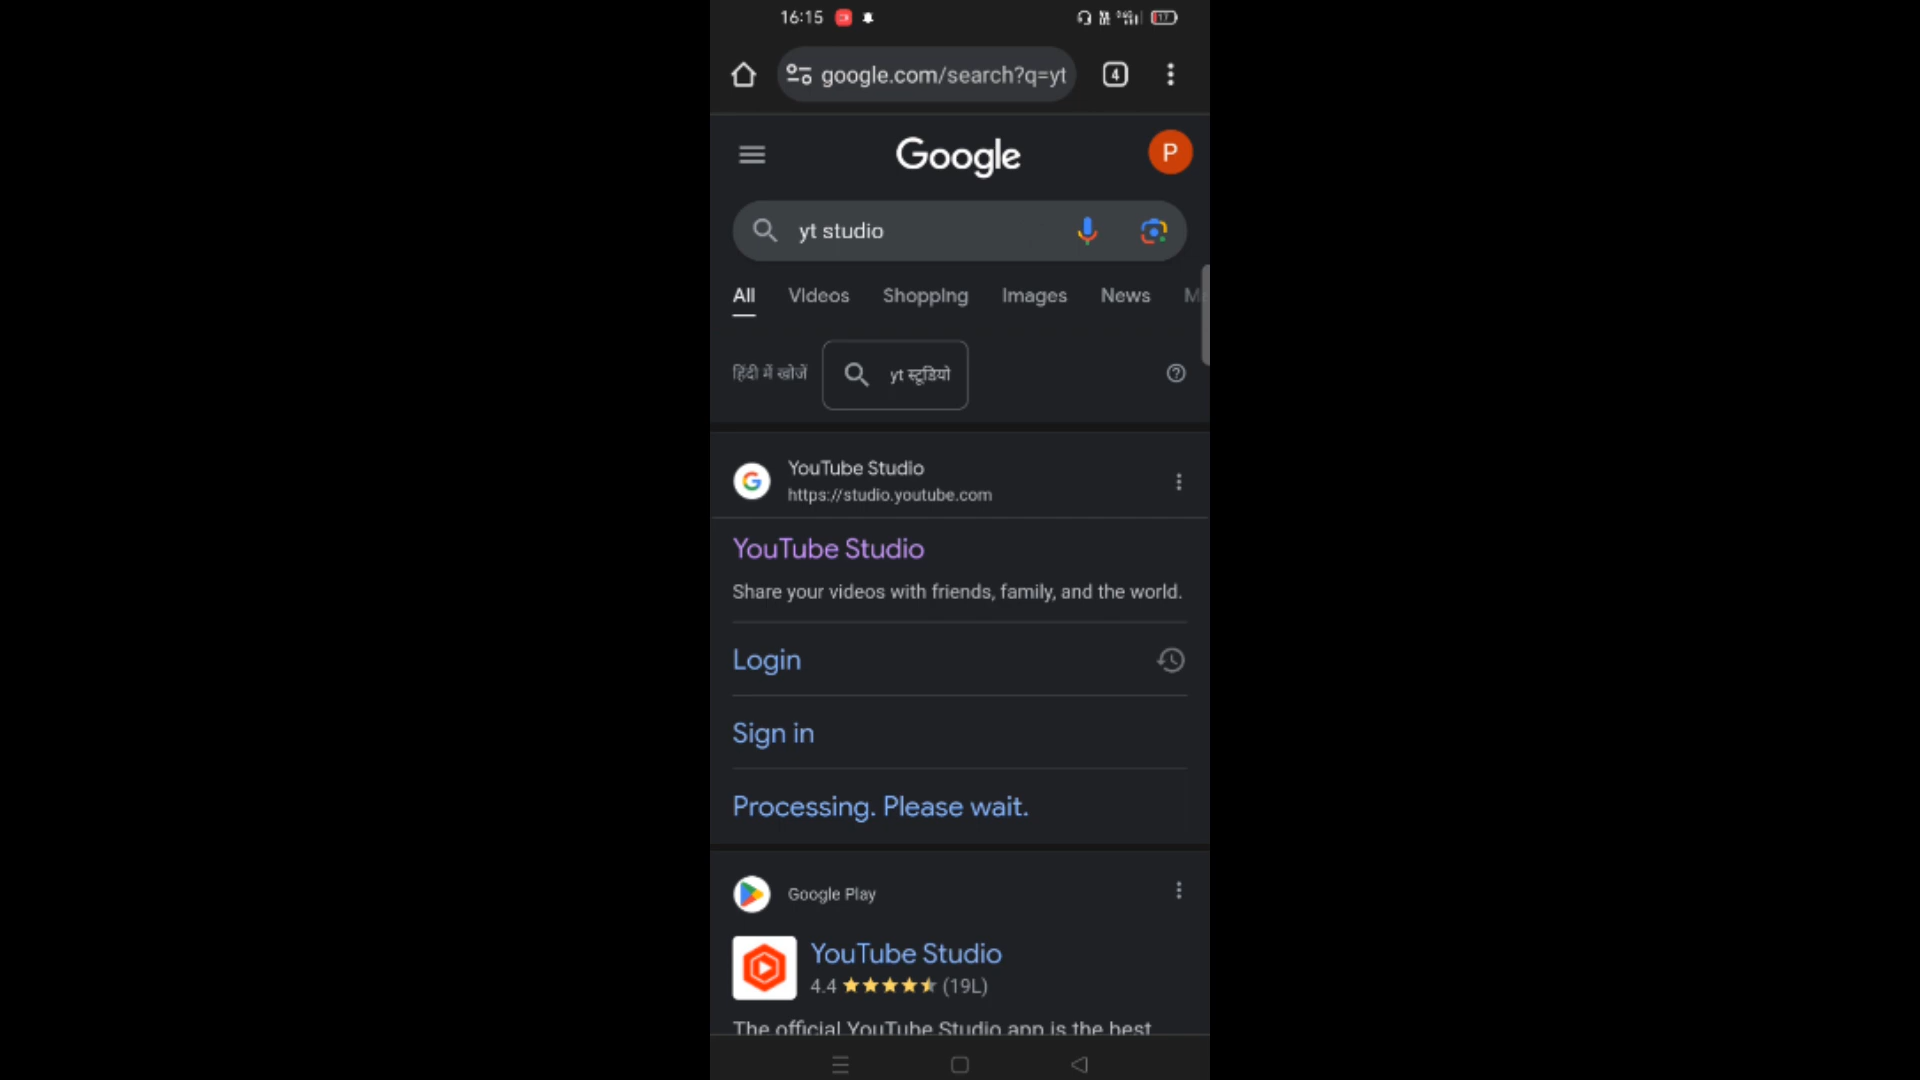 16:15
17
google.com/search?q=yt
4
Google
P
yt studio
All Videos Shopping Images News
हिंदी में खोजें yt स्टूडियो
YouTube Studio
https://studio.youtube.com
YouTube Studio
Share your videos with friends, family, and the world.
Login
Sign in
Processing. Please wait.
Google Play
YouTube Studio
4.4 (19L)
The official YouTube Studio app is the best